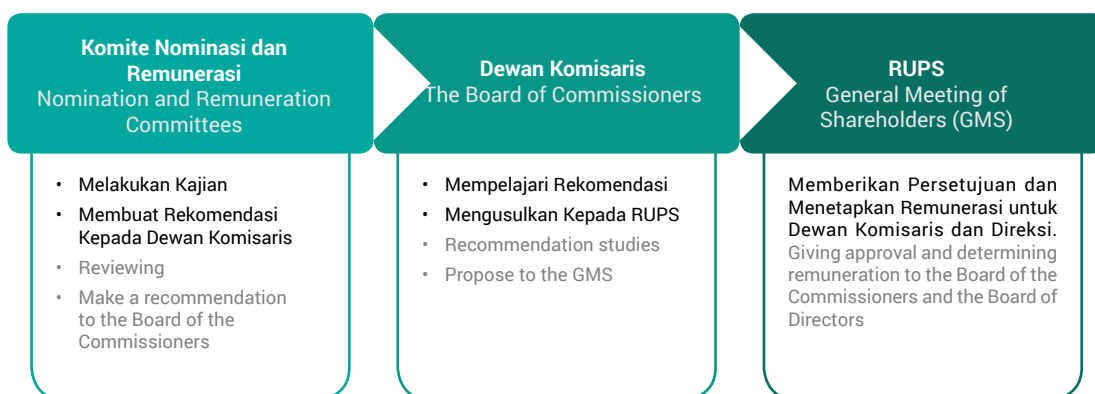 Komite Nominasi dan
Remunerasi
Nomination and Remuneration
Committees
• Melakukan Kajian
• Membuat Rekomendasi
Kepada Dewan Komisaris
• Reviewing
• Make a recommendation
to the Board of the
Commissioners
Dewan Komisaris
The Board of Commissioners
• Mempelajari Rekomendasi
• Mengusulkan Kepada RUPS
• Recommendation studies
• Propose to the GMS
RUPS
General Meeting of
Shareholders (GMS)
Memberikan Persetujuan dan
Menetapkan Remunerasi untuk
Dewan Komisaris dan Direksi.
Giving approval and determining
remuneration to the Board of the
Commissioners and the Board of
Directors